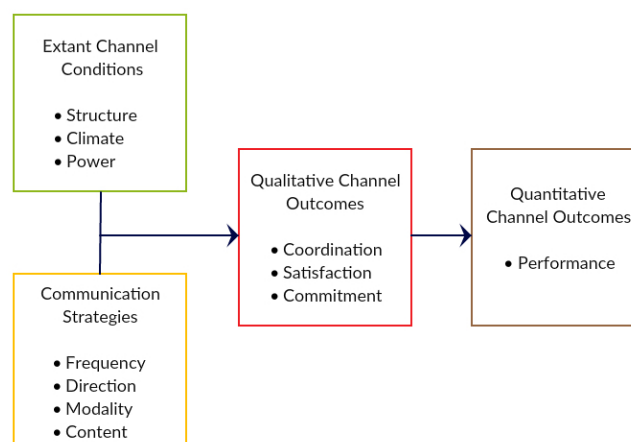 Extant Channel
Conditions
• Structure
• Climate
• Power
Communication
Strategies
• Frequency
• Direction
• Modality
• Content
Qualitative Channel
Outcomes
• Coordination
• Satisfaction
• Commitment
Quantitative
Channel Outcomes
• Performance